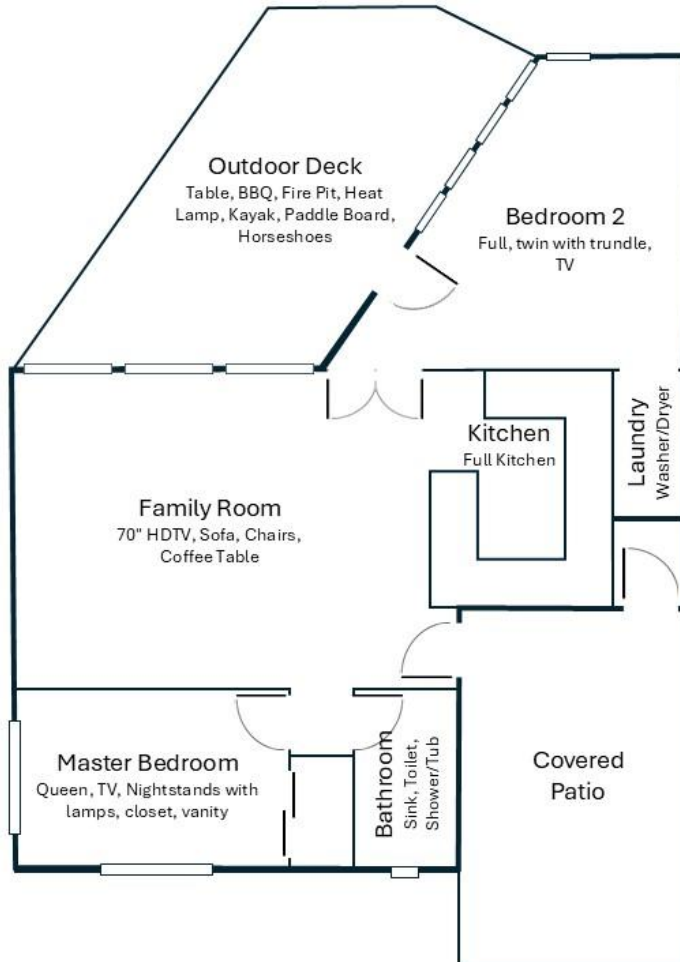 Outdoor Deck
Table, BBQ, Fire Pit, Heat
Lamp, Kayak, Paddle Board,
Horseshoes
Bedroom 2
Full, twin with trundle,
TV
Kitchen
Full Kitchen
Laundry
Washer/Dryer
Family Room
70" HDTV, Sofa, Chairs,
Coffee Table
Master Bedroom
Queen, TV, Nightstands with
lamps, closet, vanity
Bathroom
Sink, Toilet,
Shower/Tub
Covered
Patio